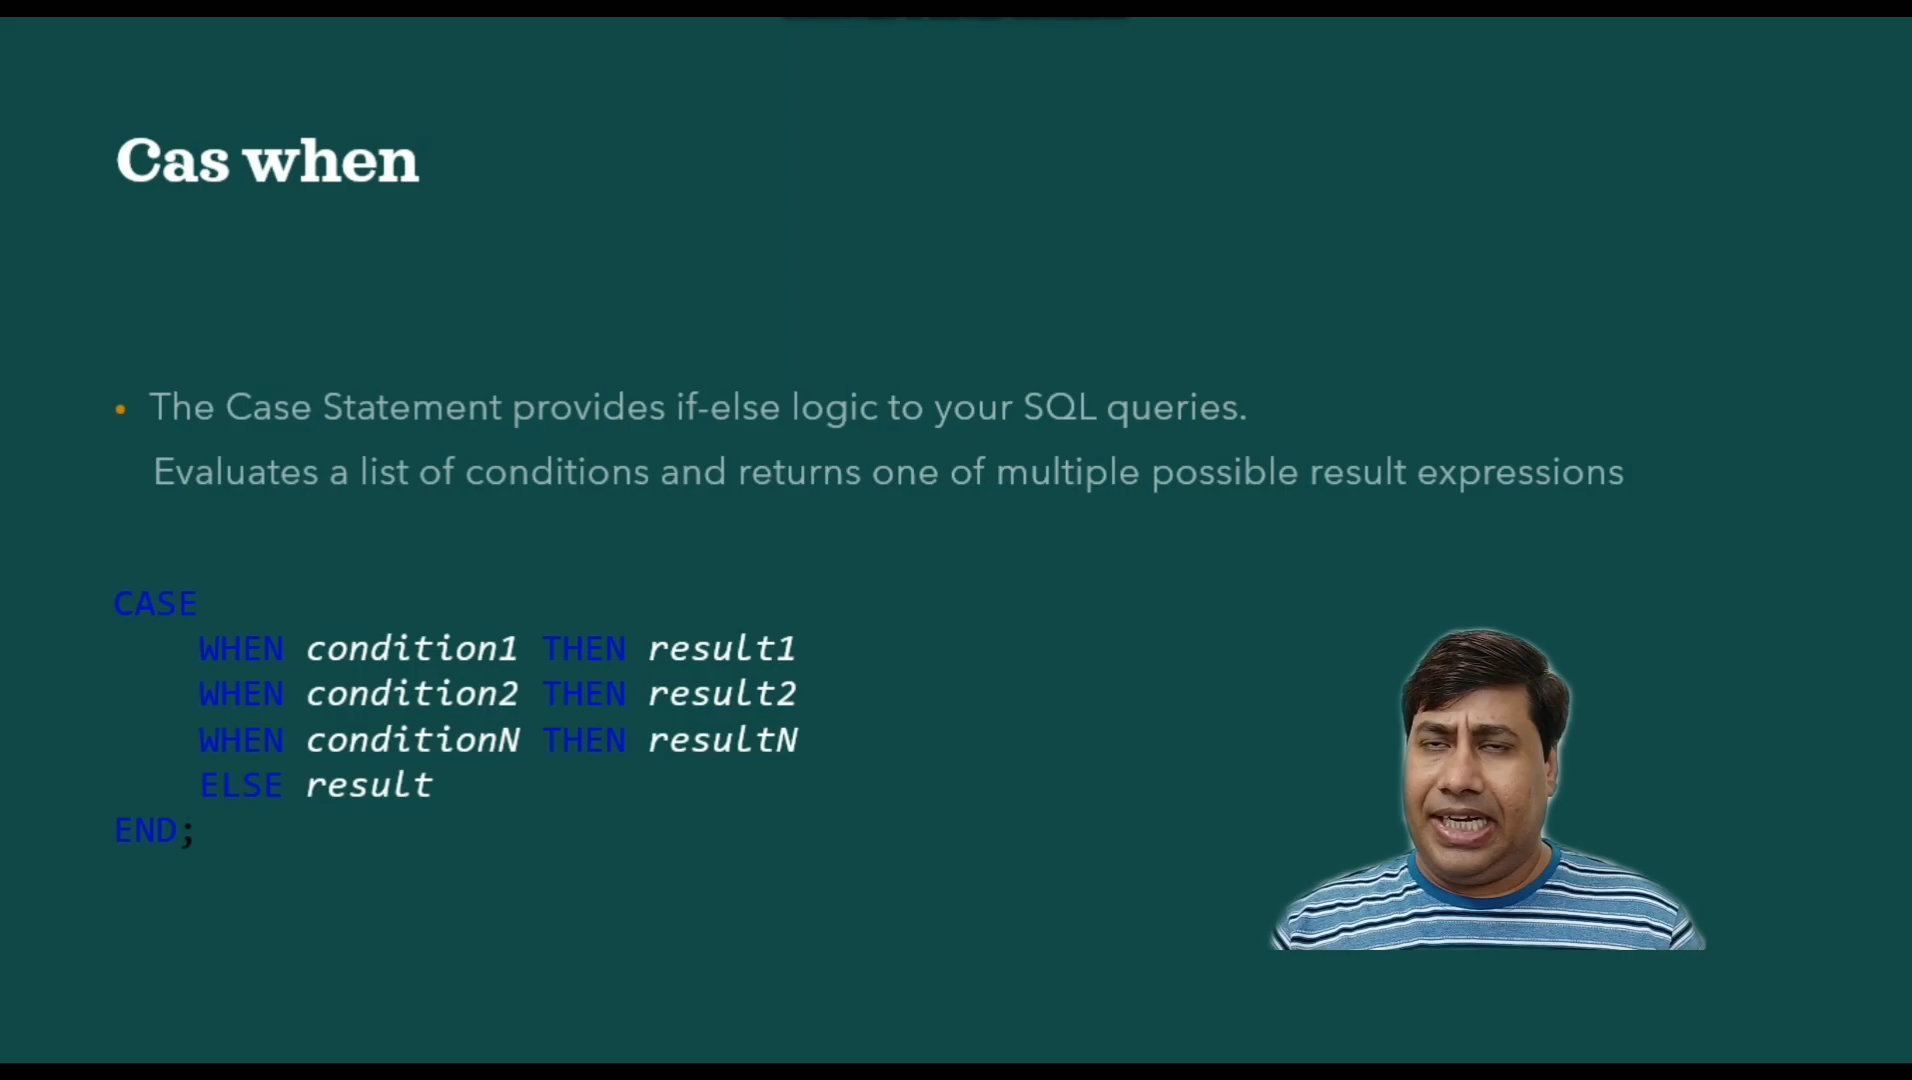 Cas when
• The Case Statement provides if-else logic to your SQL queries.
Evaluates a list of conditions and returns one of multiple possible result expressions
CASE
WHEN condition1 THEN result1
WHEN condition2 THEN result2
WHEN conditionN THEN resultN
ELSE result
END;